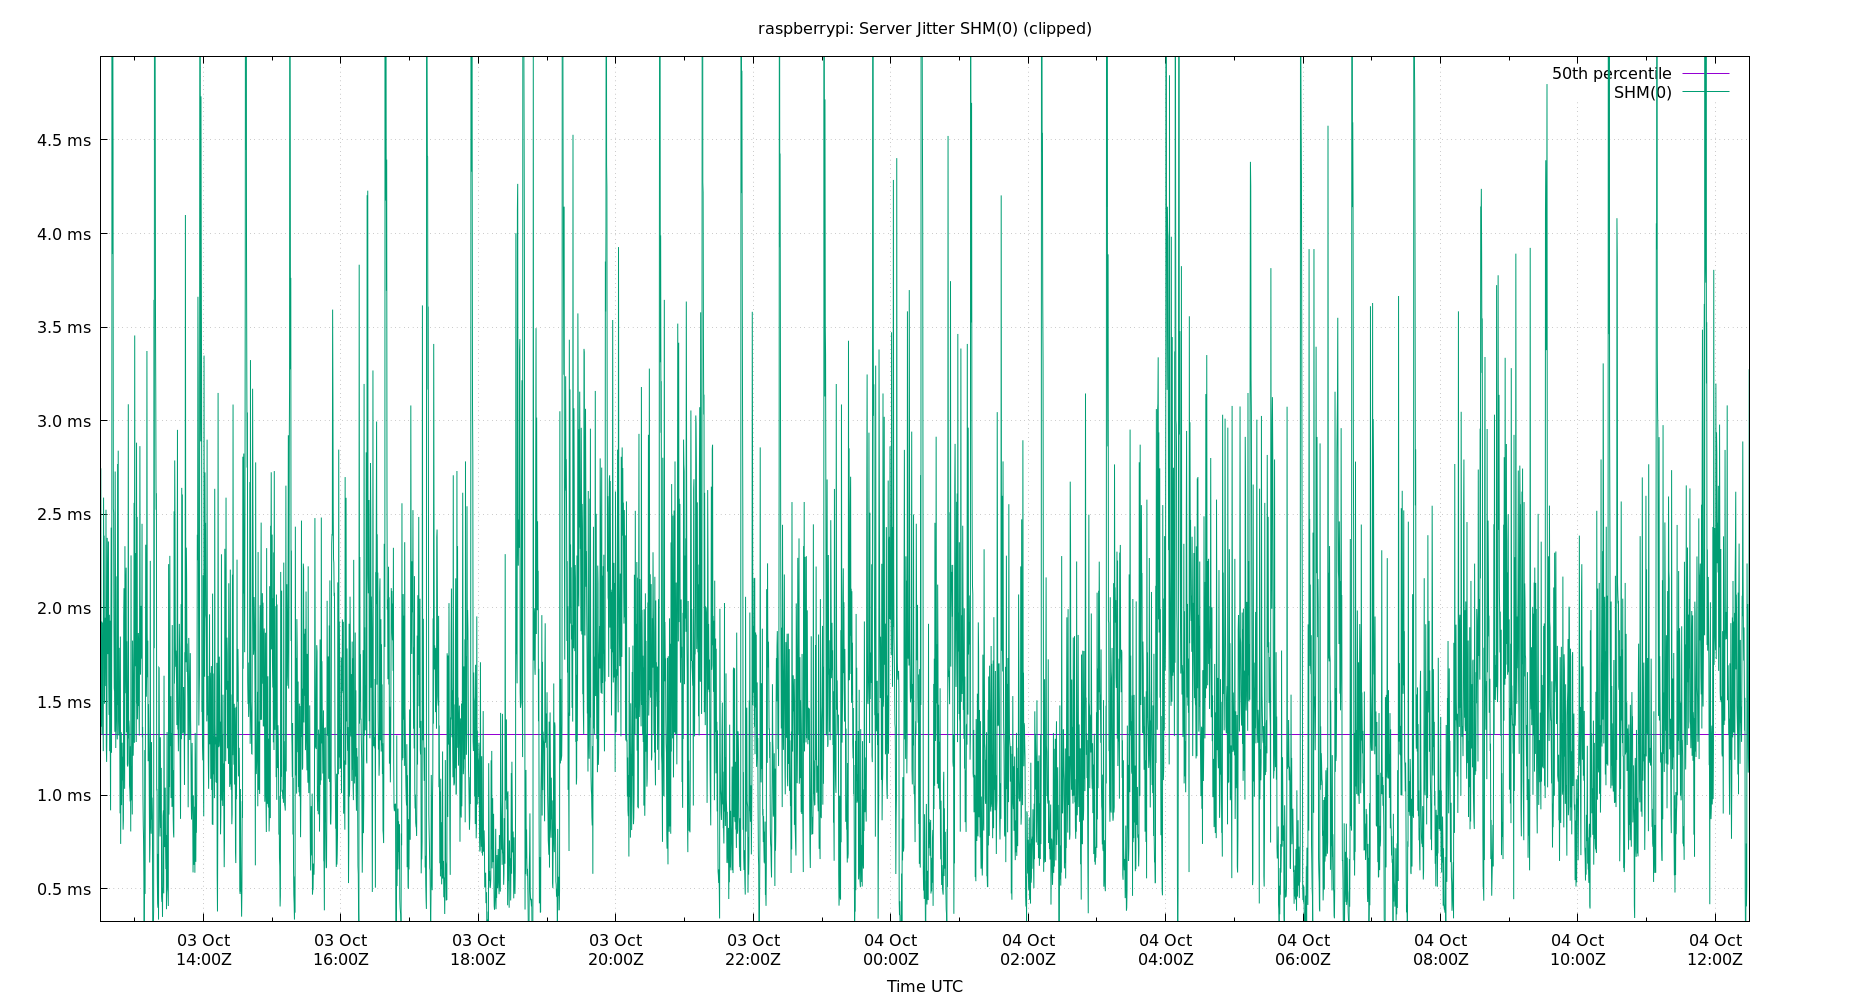 raspberrypi: Server Jitter SHM(0) (clipped)
50th percentile
SHM(0)
4.5 ms
4.0 ms
3.5 ms
3.0 ms
2.5 ms
2.0 ms
1.5 ms
1.0 ms
0.5 ms
03 Oct 03 Oct 03 Oct 03 Oct 03 Oct 04 Oct 04 Oct 04 Oct 04 Oct 04 Oct 04 Oct 04 Oct
14:00Z 16:00Z 18:00Z 20:00Z 22:00Z 00:00Z 02:00Z 04:00Z 06:00Z 08:00Z 10:00Z 12:00Z
Time UTC